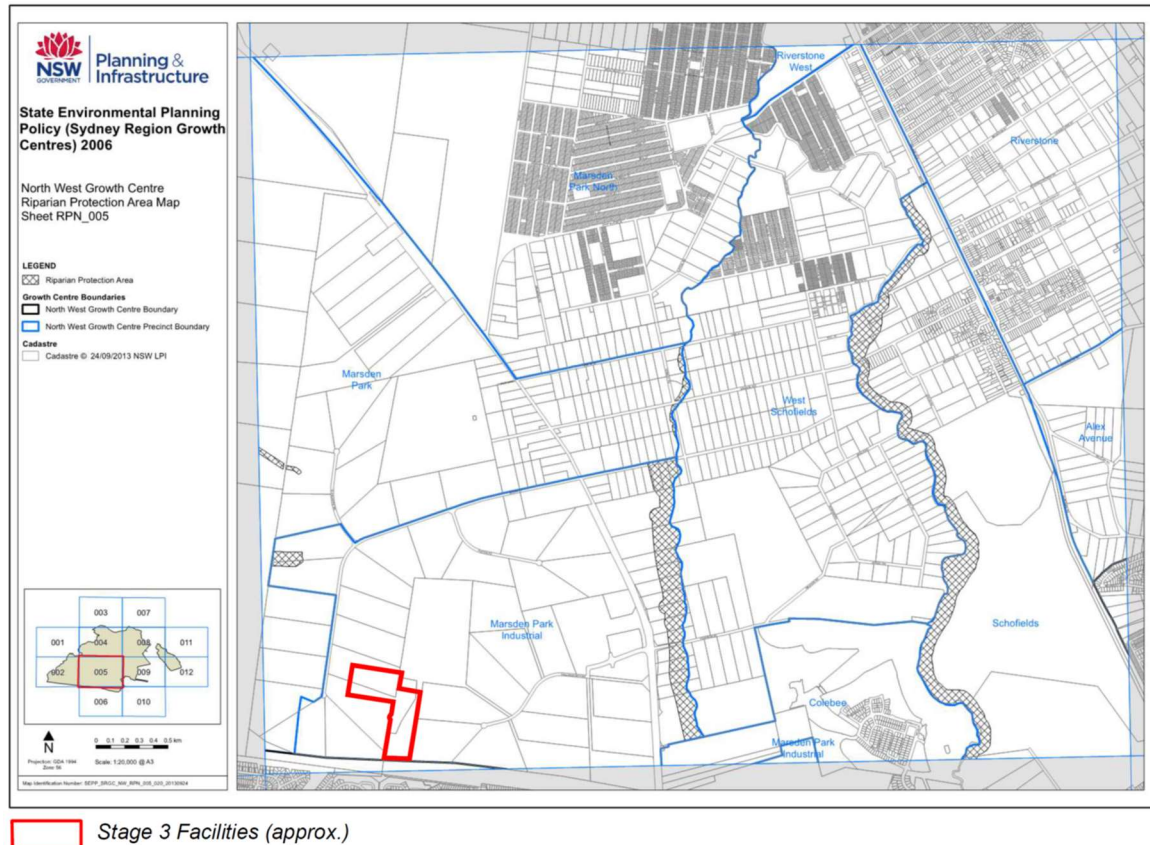 NSW
GOVERNMENT
Planning &
Infrastructure
State Environmental Planning
Policy (Sydney Region Growth
Centres) 2006
North West Growth Centre
Riparian Protection Area Map
Sheet RPN_005
LEGEND
Riparian Protection Area
Growth Centre Boundaries
North West Growth Centre Boundary
North West Growth Centre Precinct Boundary
Cadastre
Cadastre © 24/09/2013 NSW LPI
003
007
001
004
008
011
002
005
009
012
006
010
N
0 0.1 0.2 0.3 0.4 0.5 km
Projection: GDA 1994
Zone 56
Scale: 1:20,000 @ A3
Riverstone
West
Riverstone
Marsden
Park North
Marsden
Park
West
Schofields
Alex
Avenue
Marsden Park
Industrial
Schofields
Colebee
Marsden Park
Industrial
Stage 3 Facilities (approx.)